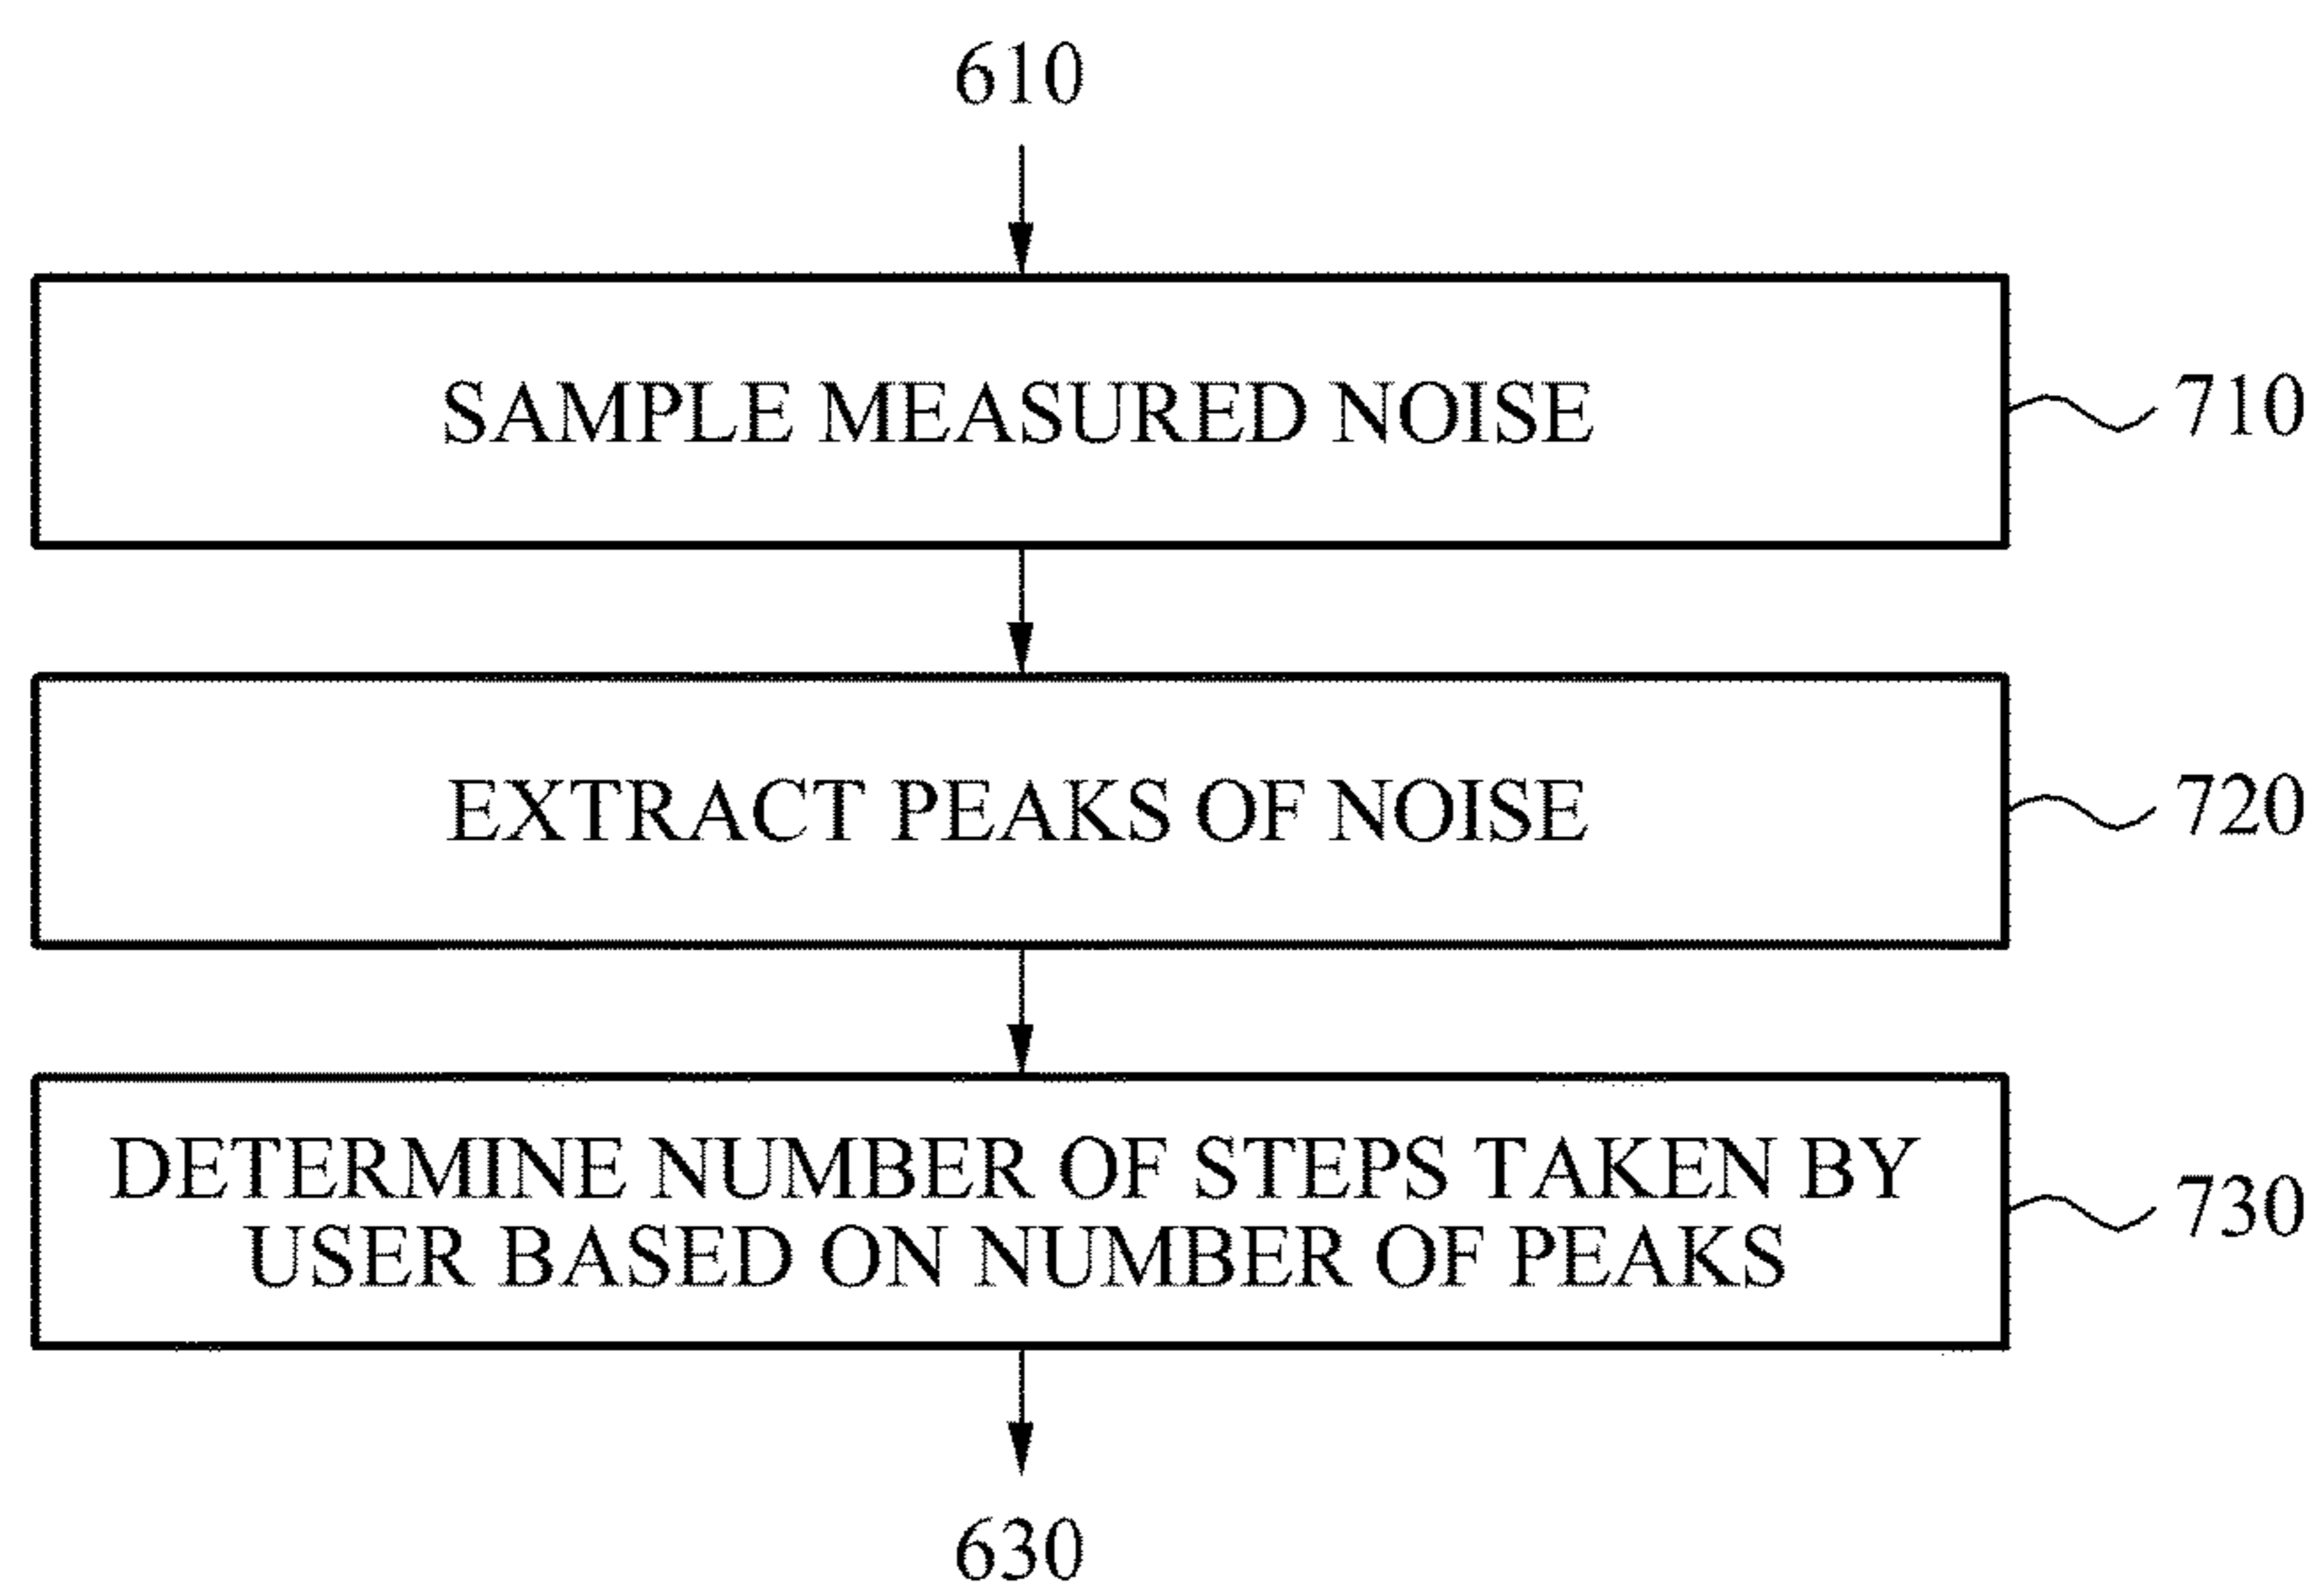 610
SAMPLE MEASURED NOISE
710
EXTRACT PEAKS OF NOISE
720
DETERMINE NUMBER OF STEPS TAKEN BY
USER BASED ON NUMBER OF PEAKS
730
630